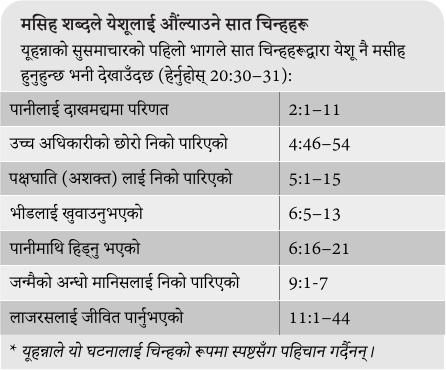 मसिह शब्दले येशूलाई औंल्याउने सात चिन्हहरू
यूहन्नाको सुसमाचारको पहिलो भागले सात चिन्हहरूद्वारा येशू नै मसीह
हुनुहुन्छ भनी देखाउँदछ (हेर्नुहोस् 20:30–31):
पानीलाई दाखमद्यमा परिणत 2:1–11
उच्च अधिकारीको छोरो निको पारिएको 4:46–54
पक्षघाति (अशक्त) लाई निको पारिएको 5:1–15
भीडलाई खुवाउनुभएको 6:5–13
पानीमाथि हिड्नु भएको 6:16–21
जन्मैको अन्धो मानिसलाई निको पारिएको 9:1-7
लाजरसलाई जीवित पार्नुभएको 11:1–44
* यूहन्नाले यो घटनालाई चिन्हको रूपमा स्पष्टसँग पहिचान गर्दैनन् ।